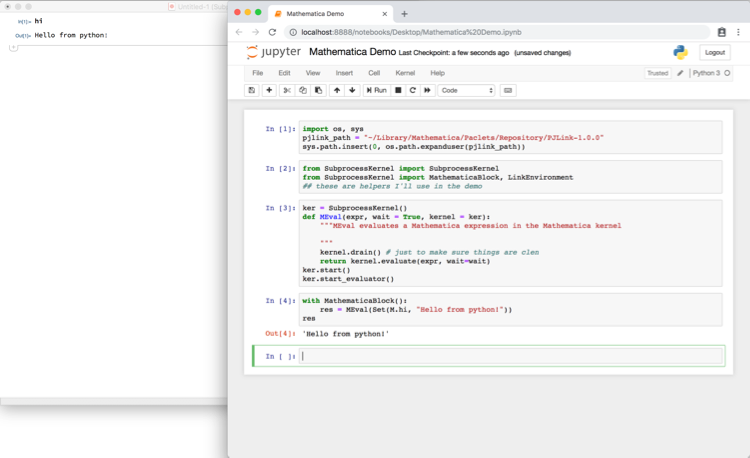 Untitled-1
In[1]:= hi
Out[1]= Hello from python!
Mathematica Demo
localhost:8888/notebooks/Desktop/Mathematica%20Demo.ipynb
jupyter Mathematica Demo Last Checkpoint: a few seconds ago (unsaved changes)
Logout
File Edit View Insert Cell Kernel Help
Trusted Python 3
Run Code
In [1]: import os, sys
pjlink_path = "~/Library/Mathematica/Paclets/Repository/PJLink-1.0.0"
sys.path.insert(0, os.path.expanduser(pjlink_path))
In [2]: from SubprocessKernel import SubprocessKernel
from SubprocessKernel import MathematicaBlock, LinkEnvironment
## these are helpers I'll use in the demo
In [3]: ker = SubprocessKernel()
def MEval(expr, wait = True, kernel = ker):
"""MEval evaluates a Mathematica expression in the Mathematica kernel
"""
kernel.drain() # just to make sure things are clen
return kernel.evaluate(expr, wait=wait)
ker.start()
ker.start_evaluator()
In [4]: with MathematicaBlock():
res = MEval(Set(M.hi, "Hello from python!"))
res
Out[4]: 'Hello from python!'
In [ ]: